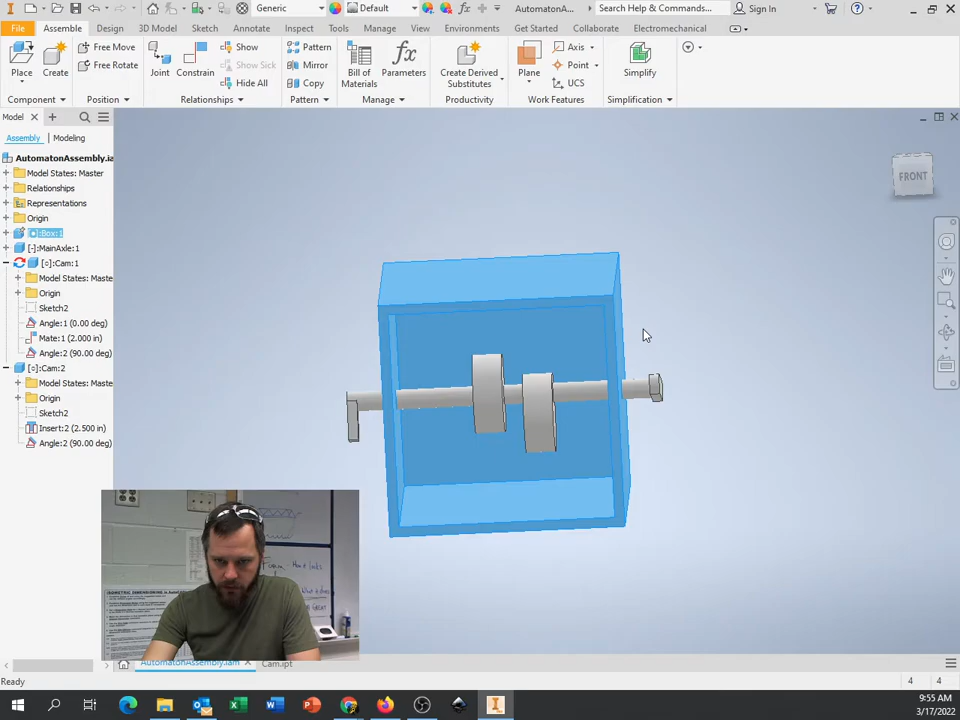 Generic
Default
AutomatonA...
Search Help & Commands...
Sign In
File
Assemble
Design
3D Model
Sketch
Annotate
Inspect
Tools
Manage
View
Environments
Get Started
Collaborate
Electromechanical
Place
Create
Free Move
Free Rotate
Joint
Constrain
Show
Show Sick
Hide All
Pattern
Mirror
Copy
Bill of Materials
Parameters
Create Derived Substitutes
Plane
Axis
Point
UCS
Simplify
Component
Position
Relationships
Pattern
Manage
Productivity
Work Features
Simplification
Model
Assembly
Modeling
AutomatonAssembly.ia
Model States: Master
Relationships
Representations
Origin
[○]:Box:1
[-]:MainAxle:1
[○]:Cam:1
Model States: Maste
Origin
Sketch2
Angle:1 (0.00 deg)
Mate:1 (2.000 in)
Angle:2 (90.00 deg)
[○]:Cam:2
Model States: Maste
Origin
Sketch2
Insert:2 (2.500 in)
Angle:2 (90.00 deg)
FRONT
AutomatonAssembly.iam
Cam.ipt
Ready
4
4
9:55 AM
3/17/2022